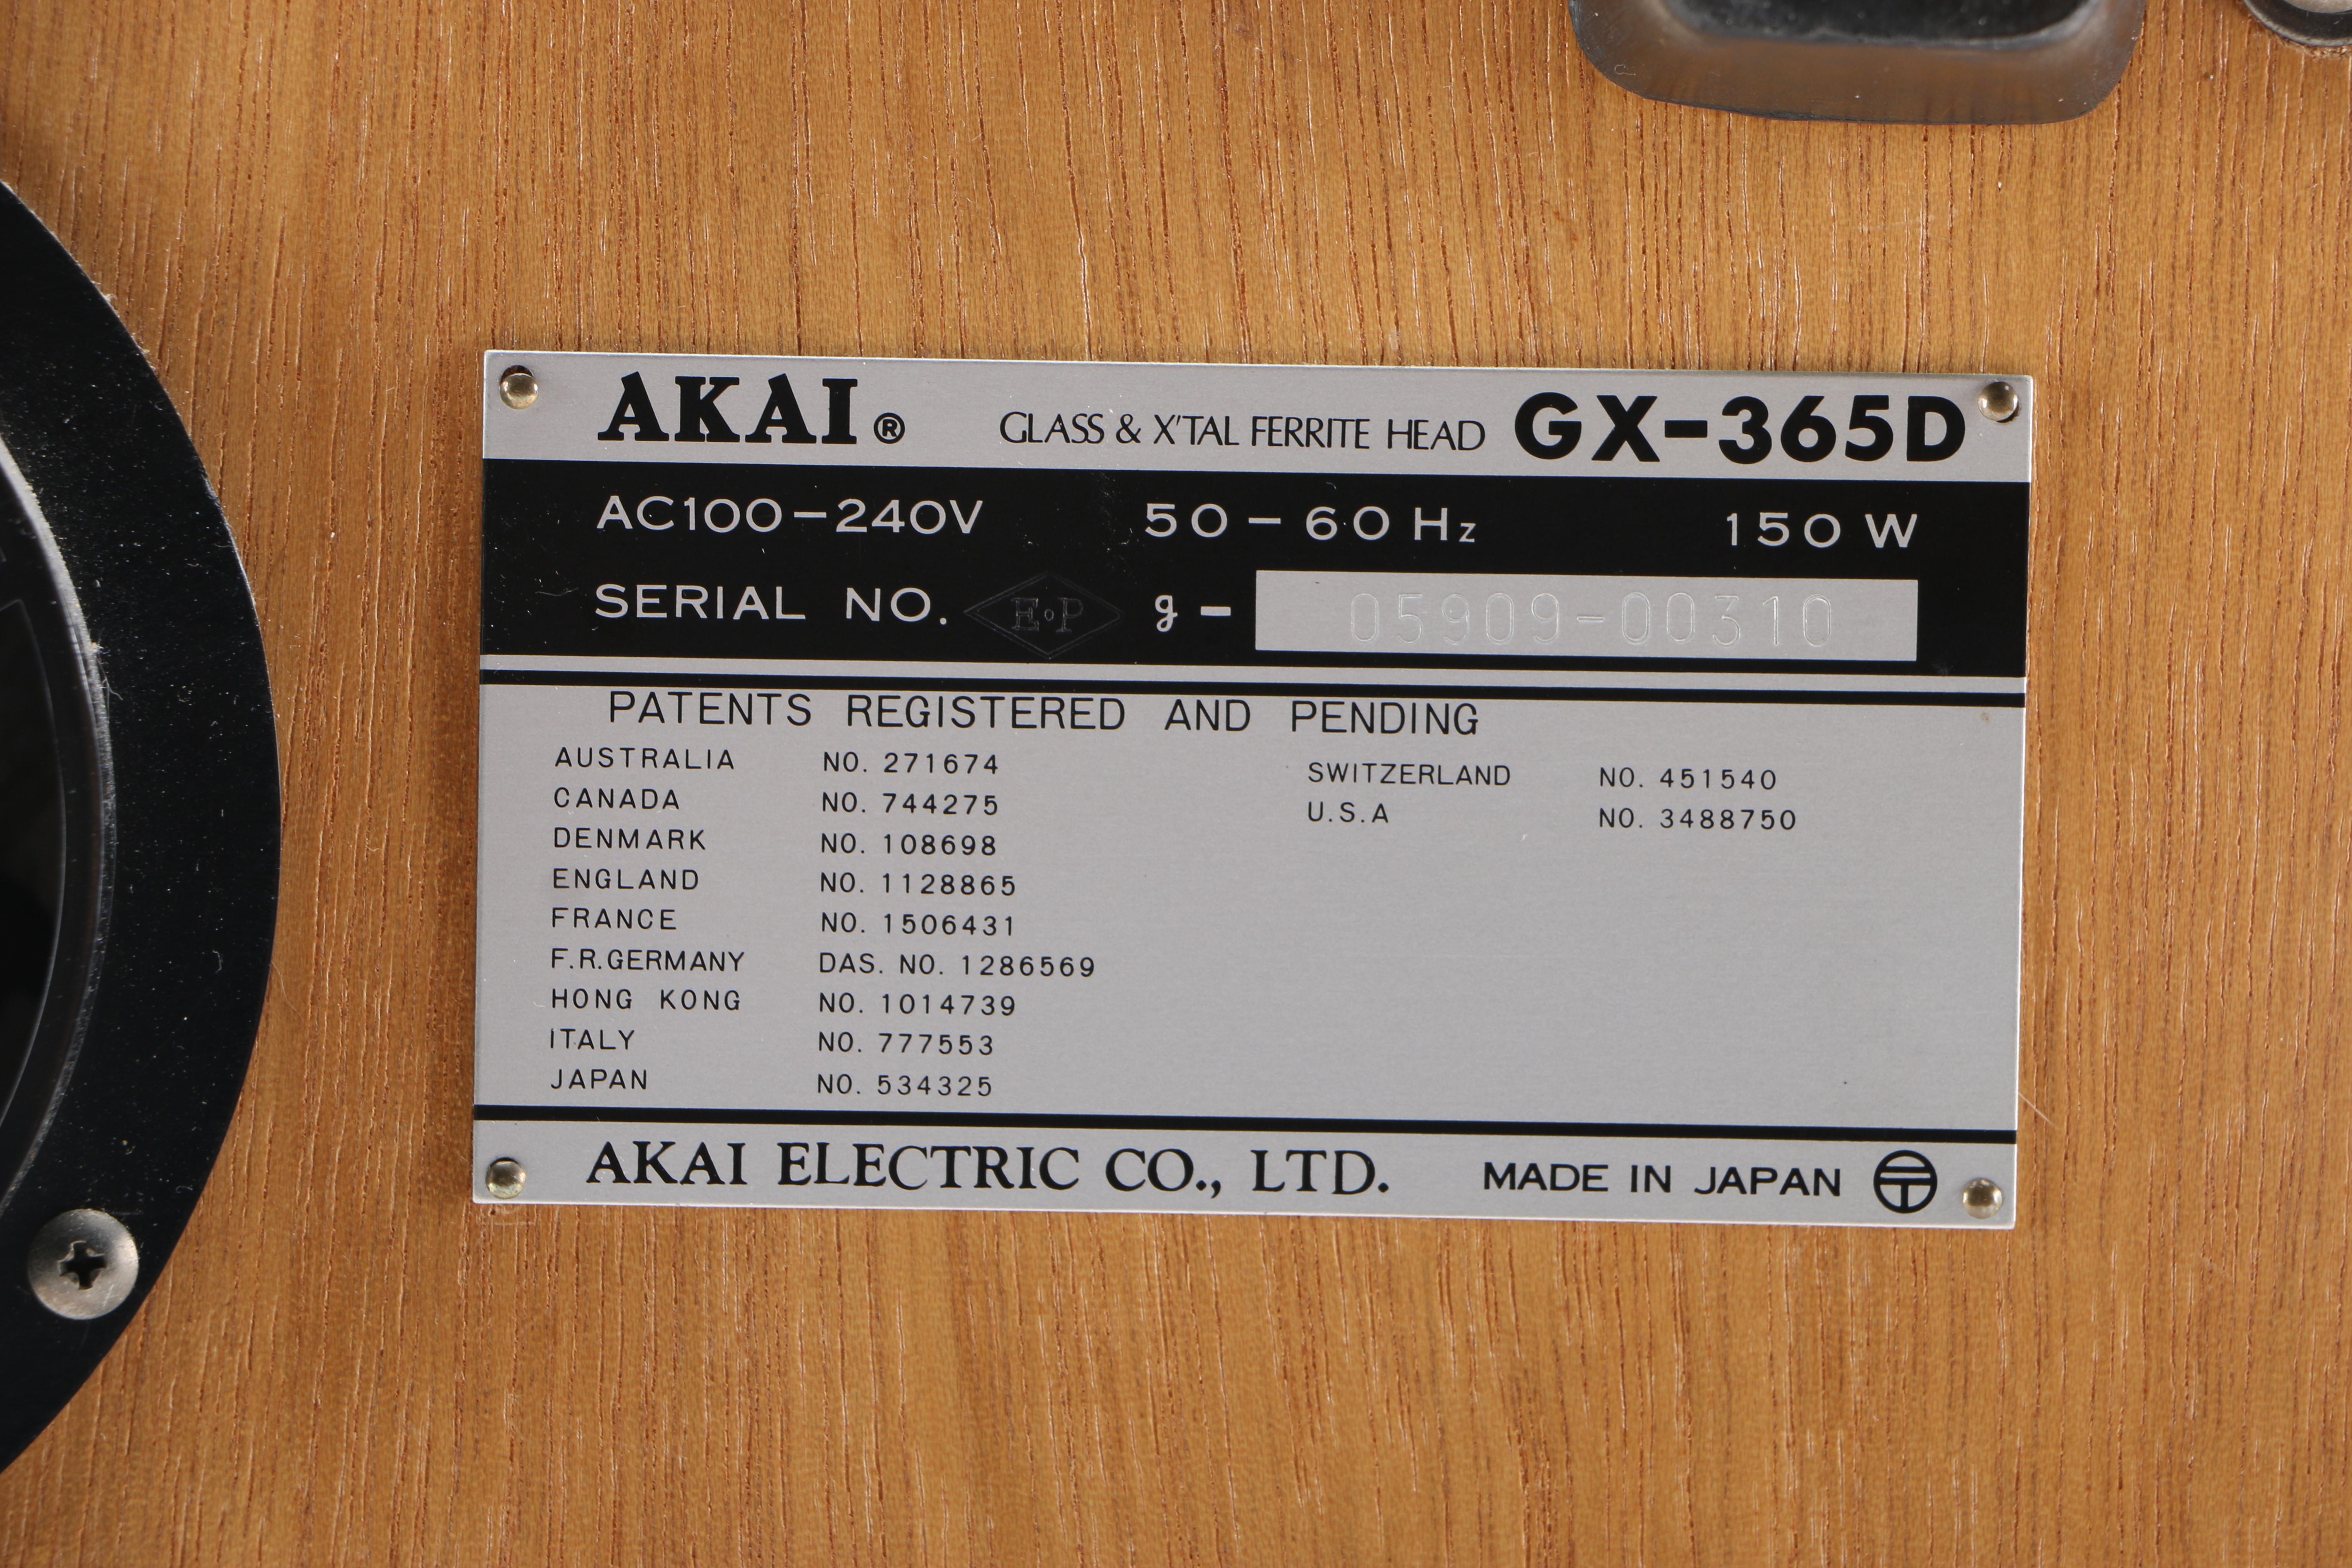 AKAI® GLASS & X'TAL FERRITE HEAD GX-365D
AC100-240V 50-60 Hz 150 W
SERIAL NO. E·P g- 05909-00310
PATENTS REGISTERED AND PENDING
AUSTRALIA NO. 271674
CANADA NO. 744275
DENMARK NO. 108698
ENGLAND NO. 1128865
FRANCE NO. 1506431
F.R.GERMANY DAS. NO. 1286569
HONG KONG NO. 1014739
ITALY NO. 777553
JAPAN NO. 534325
SWITZERLAND NO. 451540
U.S.A NO. 3488750
AKAI ELECTRIC CO., LTD. MADE IN JAPAN